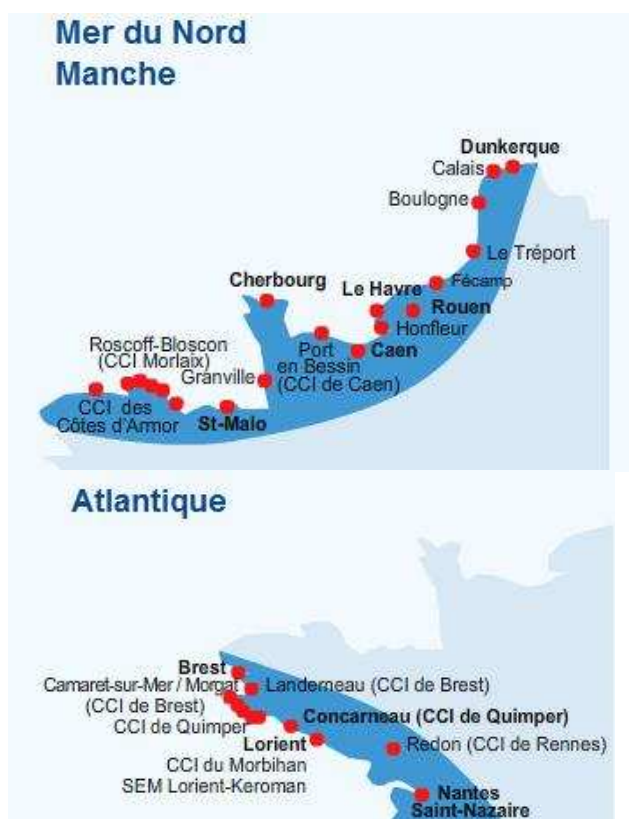 Mer du Nord
Manche
Dunkerque
Calais
Boulogne
Le Tréport
Cherbourg
Le Havre
Fécamp
Rouen
Honfleur
Roscoff-Bloscon
(CCI Morlaix)
Granville
Port
en Bessin
(CCI de Caen)
Caen
CCI des
Côtes d'Armor
St-Malo
Atlantique
Brest
Camaret-sur-Mer / Morgat
(CCI de Brest)
Landerneau (CCI de Brest)
CCI de Quimper
Concarneau (CCI de Quimper)
Lorient
CCI du Morbihan
SEM Lorient-Keroman
Redon (CCI de Rennes)
Nantes
Saint-Nazaire